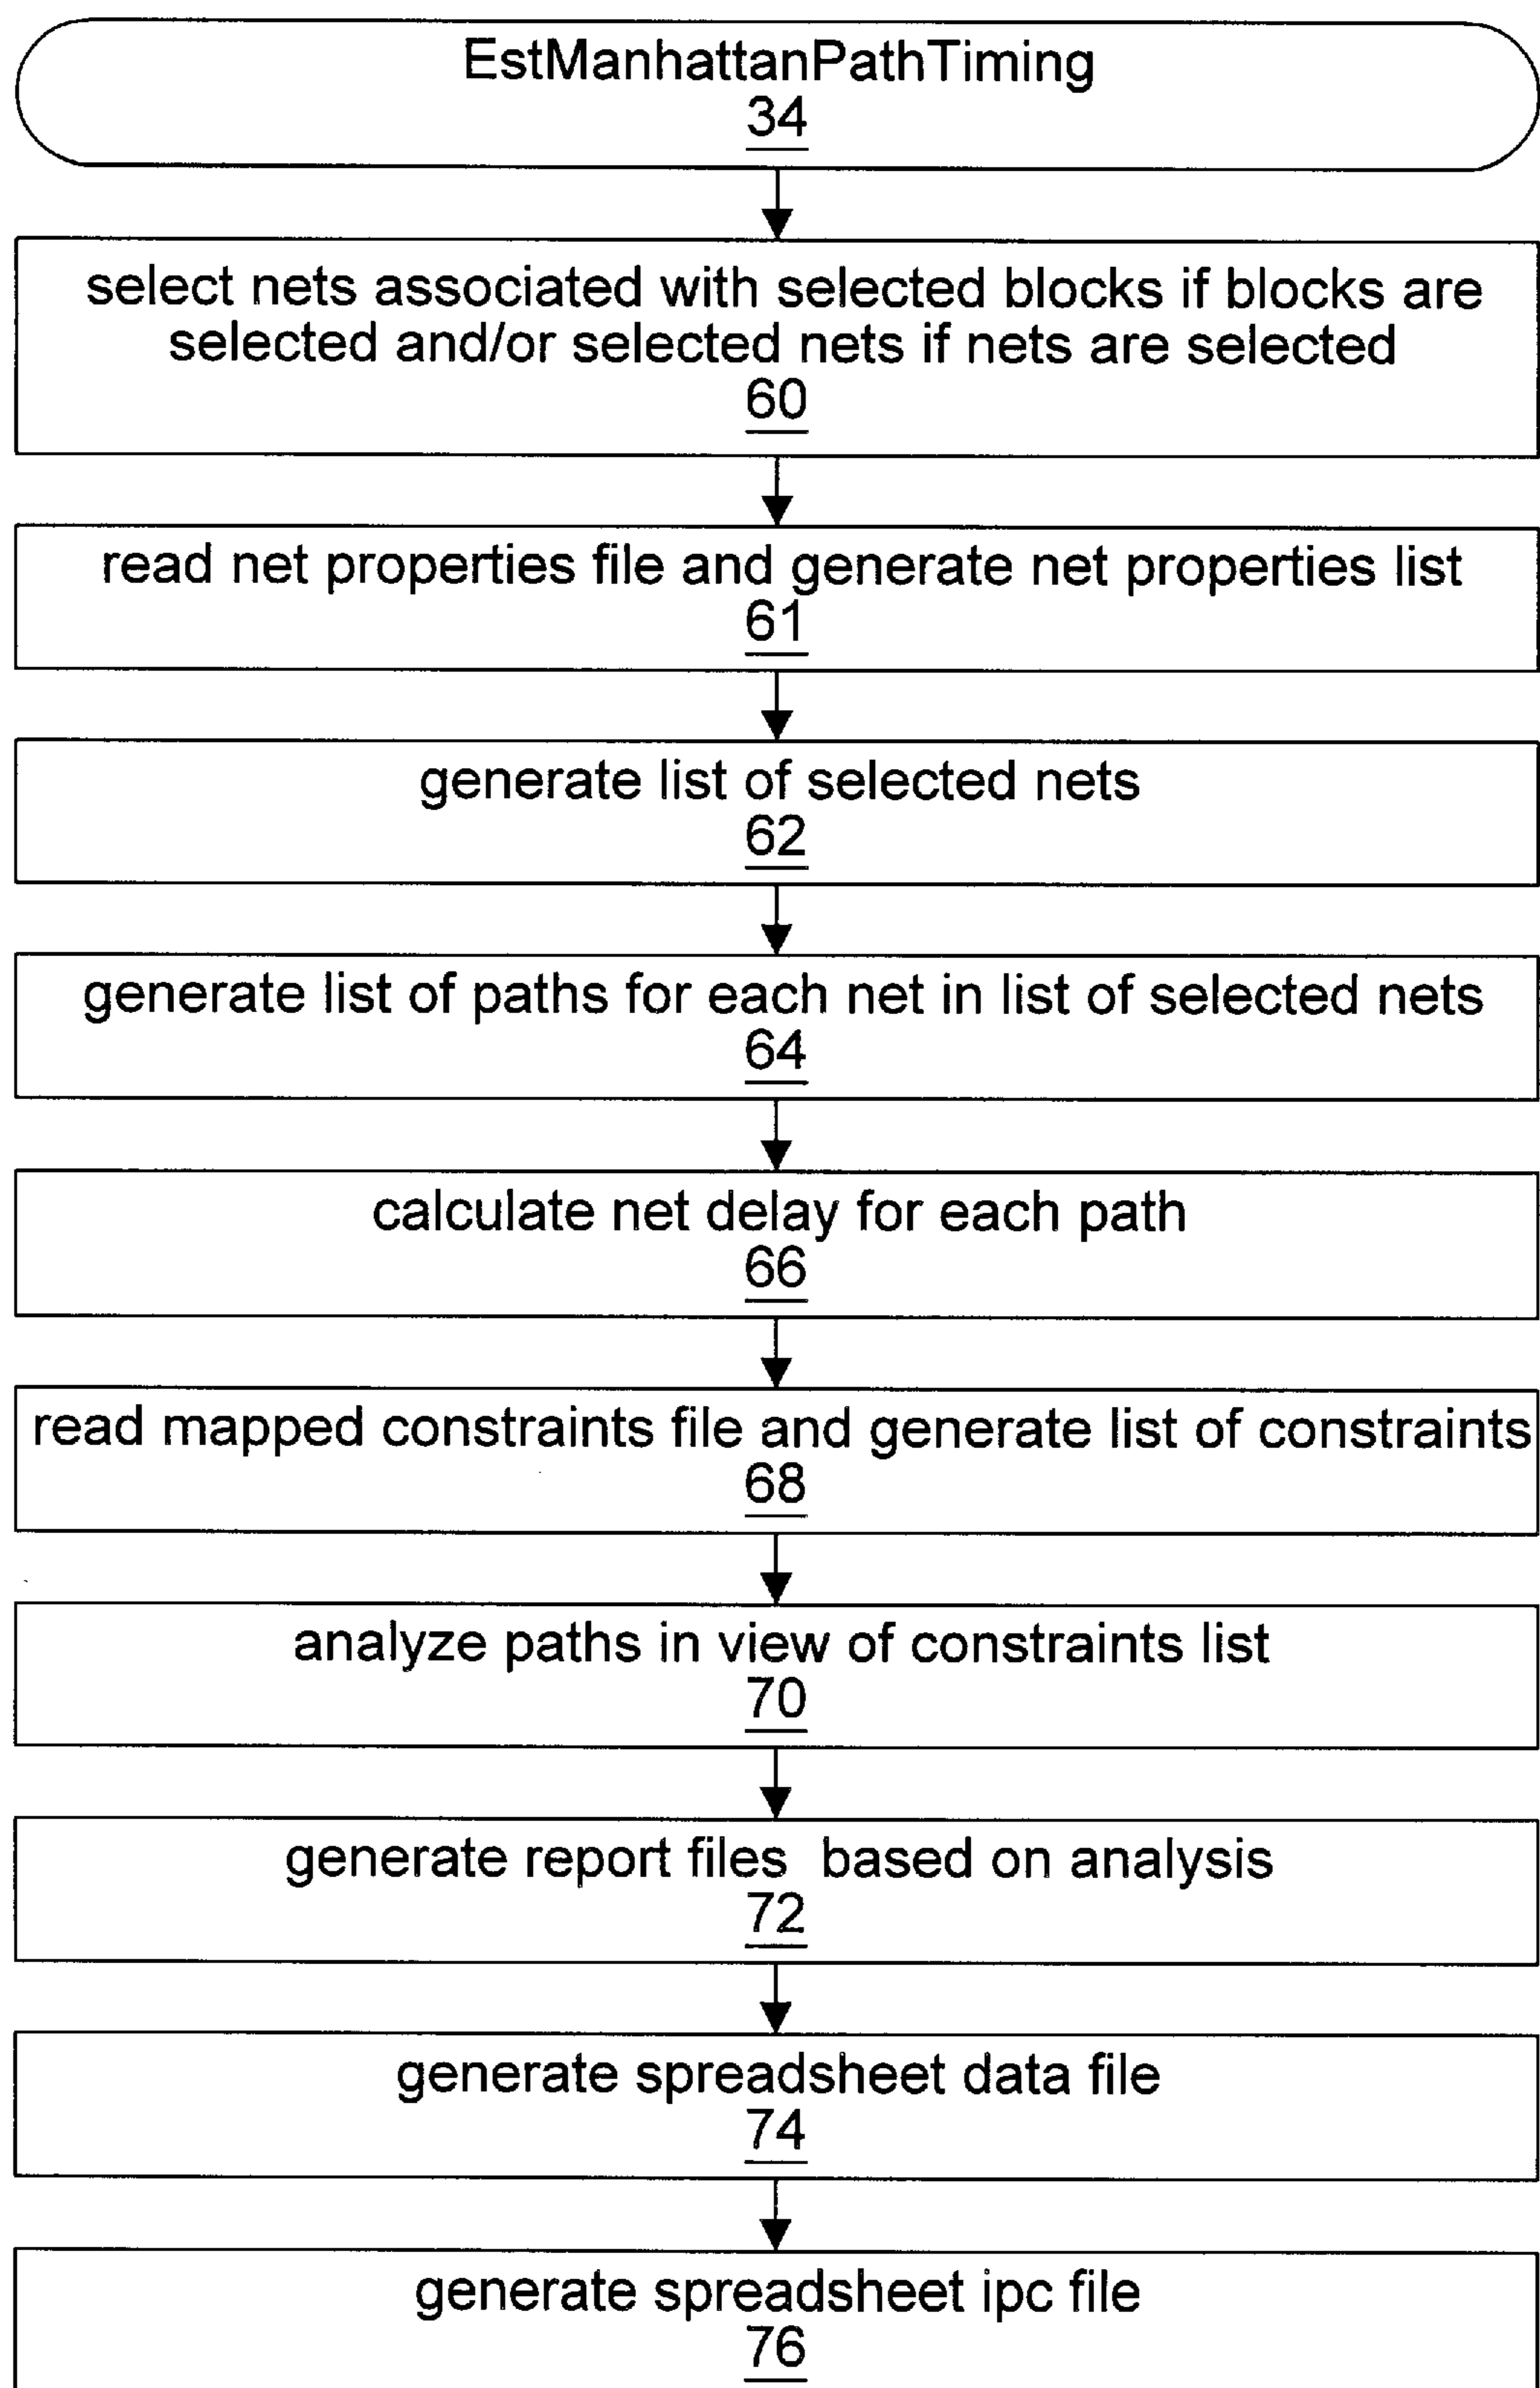 EstManhattanPathTiming
34
select nets associated with selected blocks if blocks are
selected and/or selected nets if nets are selected
60
read net properties file and generate net properties list
61
generate list of selected nets
62
generate list of paths for each net in list of selected nets
64
calculate net delay for each path
66
read mapped constraints file and generate list of constraints
68
analyze paths in view of constraints list
70
generate report files  based on analysis
72
generate spreadsheet data file
74
generate spreadsheet ipc file
76